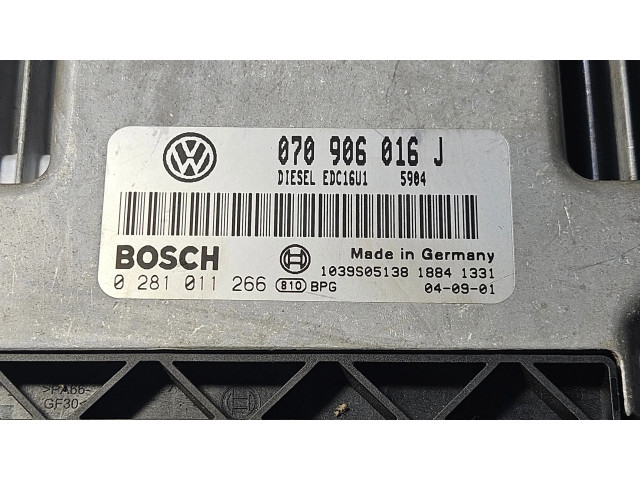 070 906 016 J
DIESEL EDC16U1 5904
BOSCH
Made in Germany
1039S05138 1884 1331
0 281 011 266 810 BPG 04-09-01
>PA66-
GF30<